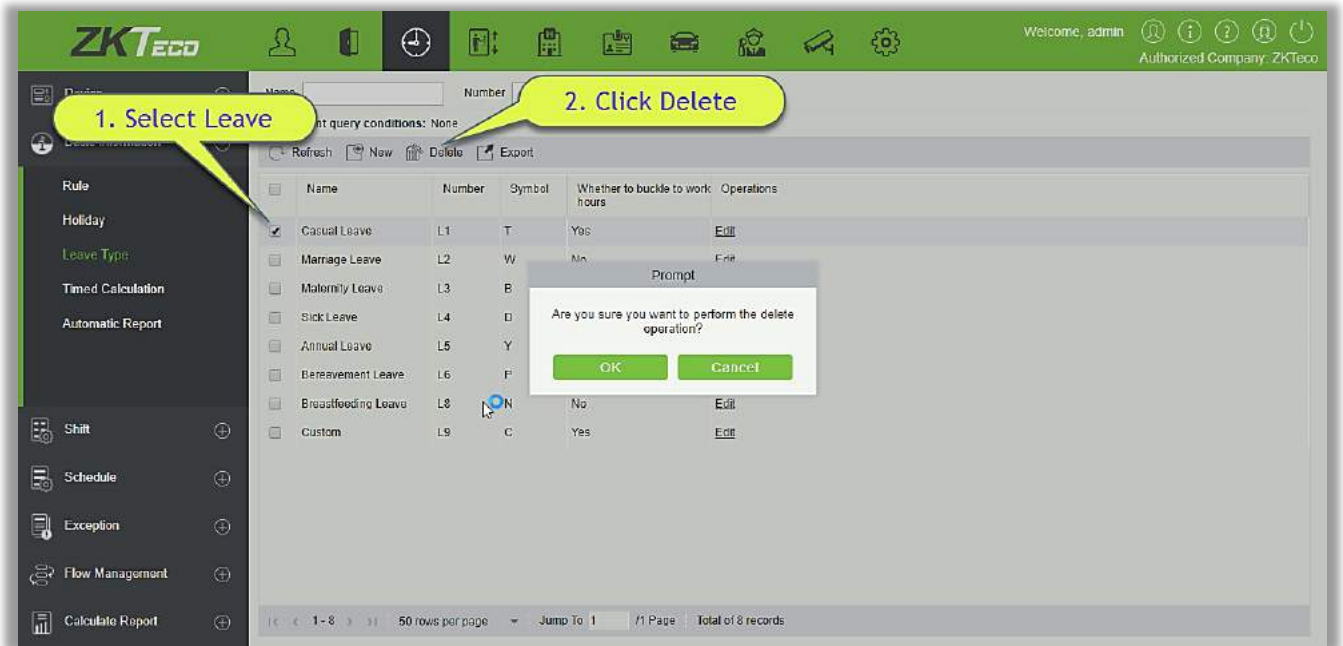 ZKTeco
Welcome, admin
Authorized Company: ZKTeco
Name Number
1. Select Leave
2. Click Delete
nt query conditions: None
Refresh New Delete Export
Rule
Holiday
Leave Type
Timed Calculation
Automatic Report
Shift
Schedule
Exception
Flow Management
Calculate Report
Name Number Symbol Whether to buckle to work Operations
hours
Casual Leave L1 T Yes Edit
Marriage Leave L2 W No Edit
Maternity Leave L3 B
Sick Leave L4 D
Annual Leave L5 Y
Bereavement Leave L6 F
Breastfeeding Leave L8 N No Edit
Custom L9 C Yes Edit
Prompt
Are you sure you want to perform the delete
operation?
OK Cancel
1 - 8 50 rows per page Jump To 1 /1 Page Total of 8 records